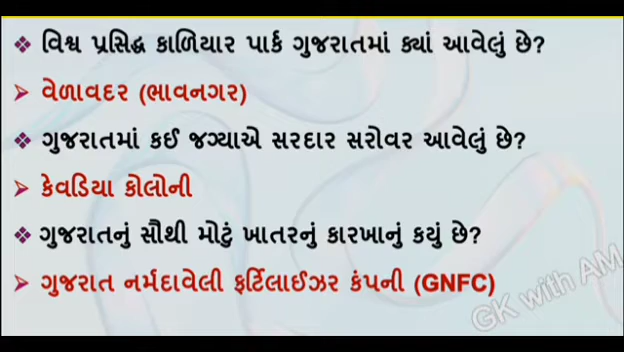 ❖ વિશ્વ પ્રસિદ્ધ કાળિયાર પાર્ક ગુજરાતમાં ક્યાં આવેલું છે?
➤ વેળાવદર (ભાવનગર)
❖ ગુજરાતમાં કઈ જગ્યાએ સરદાર સરોવર આવેલું છે?
➤ કેવડિયા કોલોની
❖ ગુજરાતનું સૌથી મોટું ખાતરનું કારખાનું કયું છે?
➤ ગુજરાત નર્મદાવેલી ફર્ટિલાઈઝર કંપની (GNFC)
GK with AM